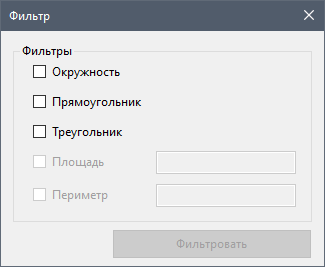 Фильтр
Фильтры
Окружность
Прямоугольник
Треугольник
Площадь
Периметр
Фильтровать